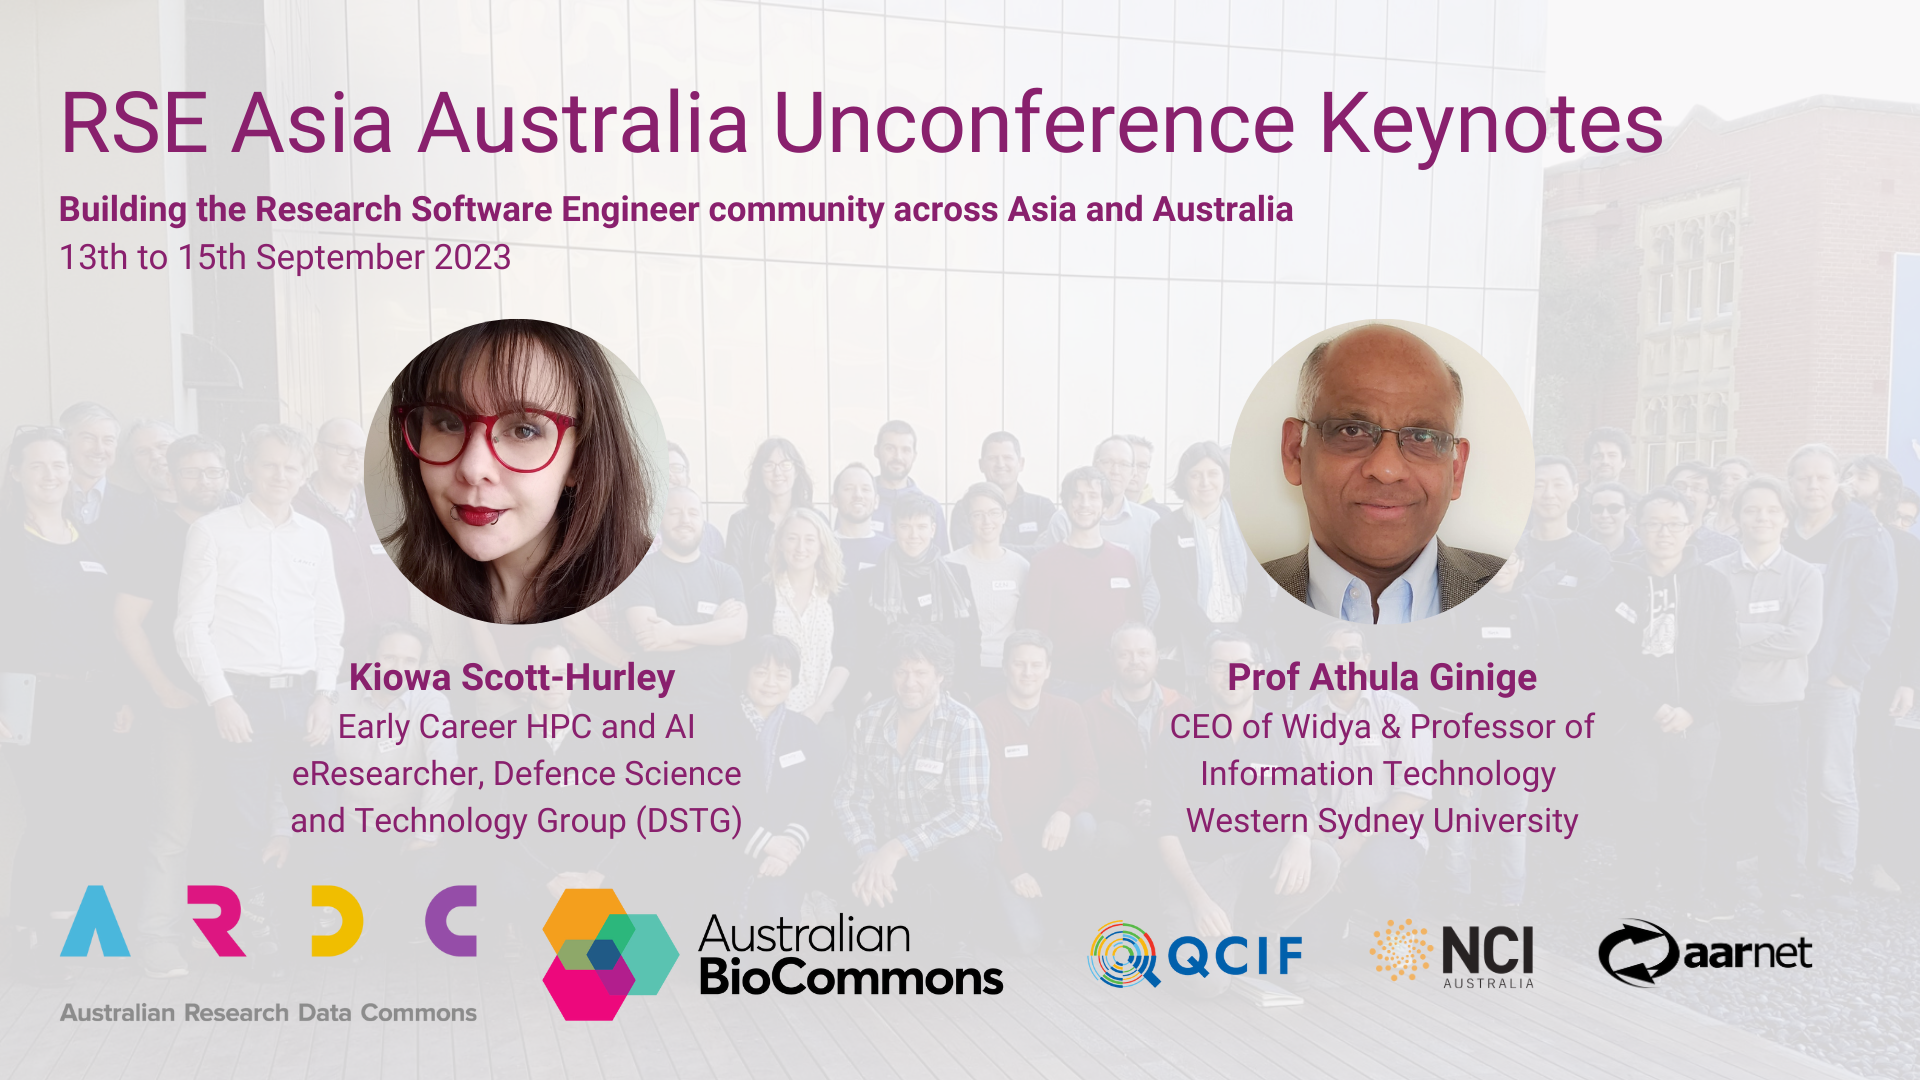 RSE Asia Australia Unconference Keynotes
Building the Research Software Engineer community across Asia and Australia
13th to 15th September 2023
Kiowa Scott-Hurley
Early Career HPC and AI
eResearcher, Defence Science
and Technology Group (DSTG)
Prof Athula Ginige
CEO of Widya & Professor of
Information Technology
Western Sydney University
ARDC
Australian Research Data Commons
Australian
BioCommons
QCIF
NCI
AUSTRALIA
aarnet